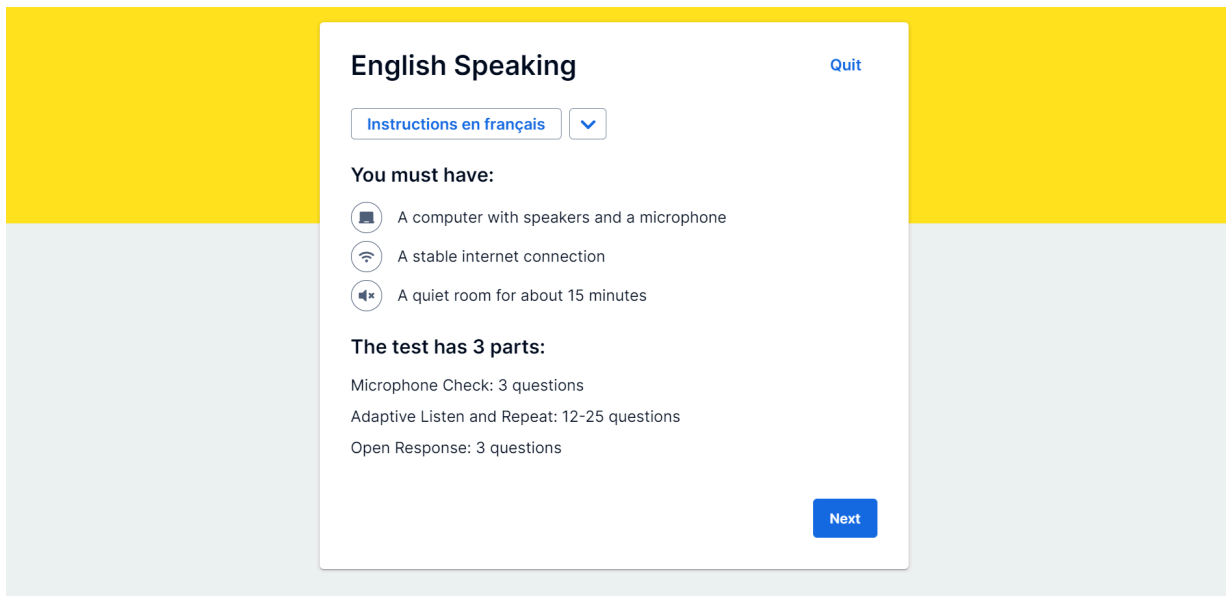 English Speaking
Quit
Instructions en français
You must have:
A computer with speakers and a microphone
A stable internet connection
A quiet room for about 15 minutes
The test has 3 parts:
Microphone Check: 3 questions
Adaptive Listen and Repeat: 12-25 questions
Open Response: 3 questions
Next